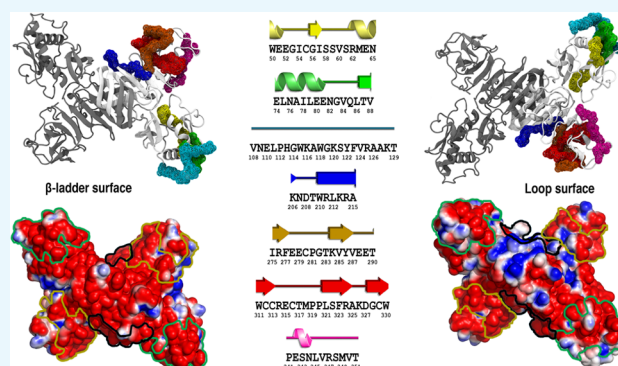 WEEGICGISSVSRMEN
50 52 54 56 58 60 62 65
ELNAILEENGVQLTV
74 76 78 80 82 84 86 88
VNELPHGWKAWGKSYFVRAAKT
108 110 112 114 116 118 120 122 124 126 129
β-ladder surface
Loop surface
KNDTWRLKRA
206 208 210 212 215
IRFEECPGTKVYVEET
275 277 279 281 283 285 287 290
WCCRECTMPPLSFRAKDGCW
311 313 315 317 319 321 323 325 327 330
PESNLVRSMVT